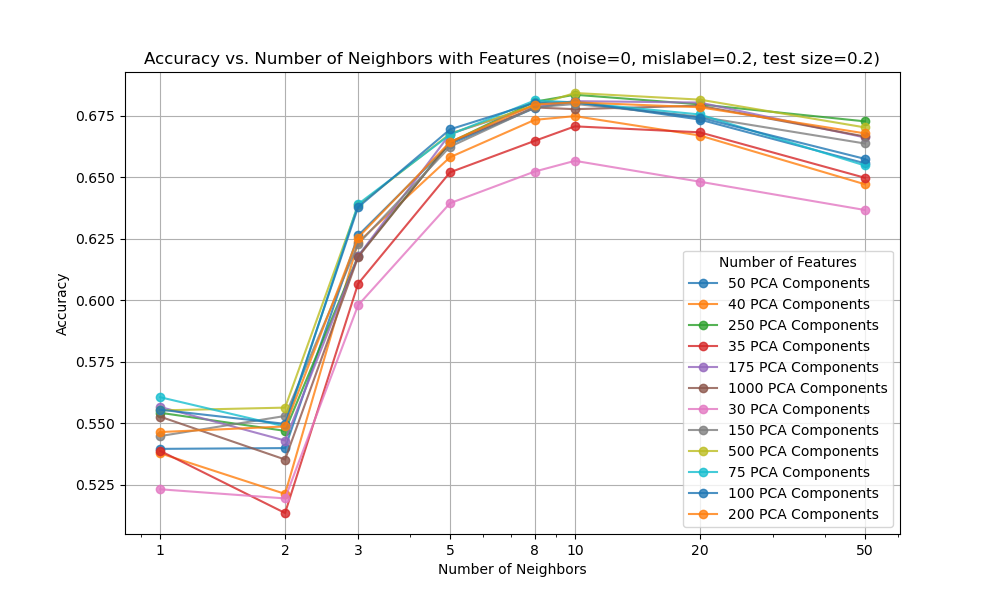 Accuracy vs. Number of Neighbors with Features (noise=0, mislabel=0.2, test size=0.2)
Accuracy
0.675
0.650
0.625
0.600
0.575
0.550
0.525
Number of Features
50 PCA Components
40 PCA Components
250 PCA Components
35 PCA Components
175 PCA Components
1000 PCA Components
30 PCA Components
150 PCA Components
500 PCA Components
75 PCA Components
100 PCA Components
200 PCA Components
1 2 3 5 8 10 20 50
Number of Neighbors